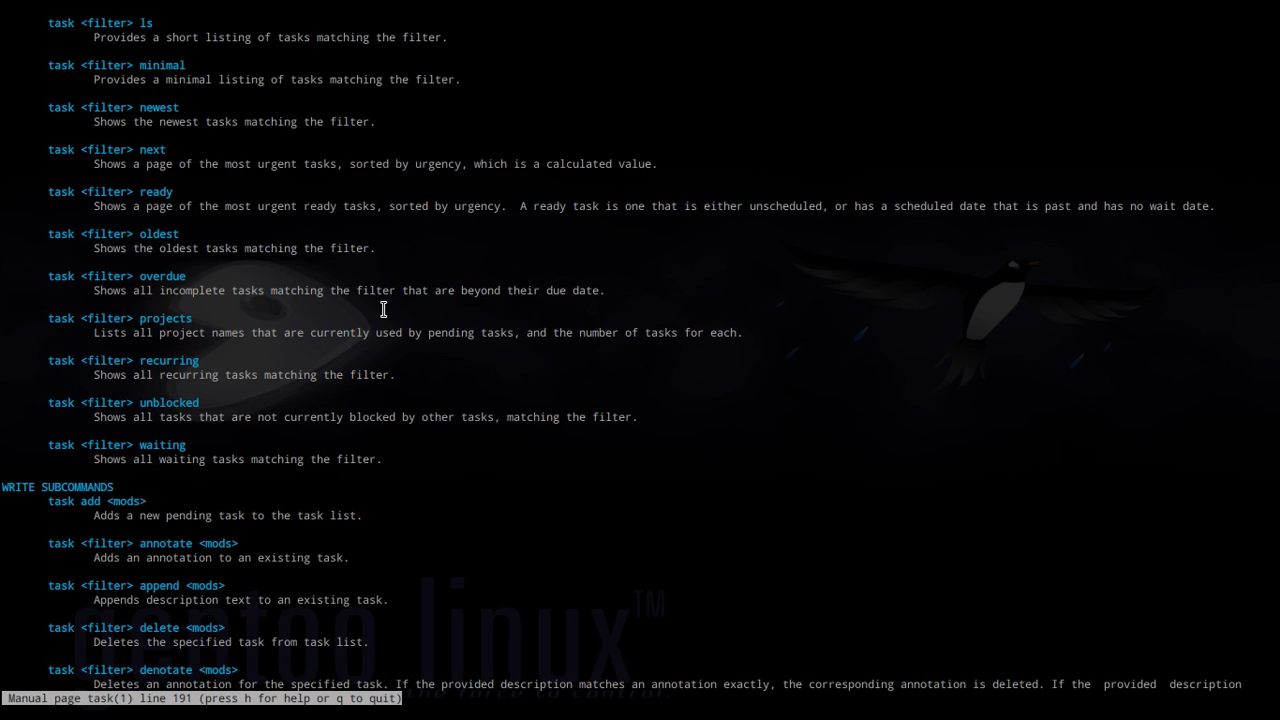 task <filter> ls
Provides a short listing of tasks matching the filter.
task <filter> minimal
Provides a minimal listing of tasks matching the filter.
task <filter> newest
Shows the newest tasks matching the filter.
task <filter> next
Shows a page of the most urgent tasks, sorted by urgency, which is a calculated value.
task <filter> ready
Shows a page of the most urgent ready tasks, sorted by urgency.  A ready task is one that is either unscheduled, or has a scheduled date that is past and has no wait date.
task <filter> oldest
Shows the oldest tasks matching the filter.
task <filter> overdue
Shows all incomplete tasks matching the filter that are beyond their due date.
task <filter> projects
Lists all project names that are currently used by pending tasks, and the number of tasks for each.
task <filter> recurring
Shows all recurring tasks matching the filter.
task <filter> unblocked
Shows all tasks that are not currently blocked by other tasks, matching the filter.
task <filter> waiting
Shows all waiting tasks matching the filter.
WRITE SUBCOMMANDS
task add <mods>
Adds a new pending task to the task list.
task <filter> annotate <mods>
Adds an annotation to an existing task.
task <filter> append <mods>
Appends description text to an existing task.
task <filter> delete <mods>
Deletes the specified task from task list.
gentoo linux™
task <filter> denotate <mods>
Deletes an annotation for the specified task. If the provided description matches an annotation exactly, the corresponding annotation is deleted. If the  provided  description
Manual page task(1) line 191 (press h for help or q to quit)
to control.